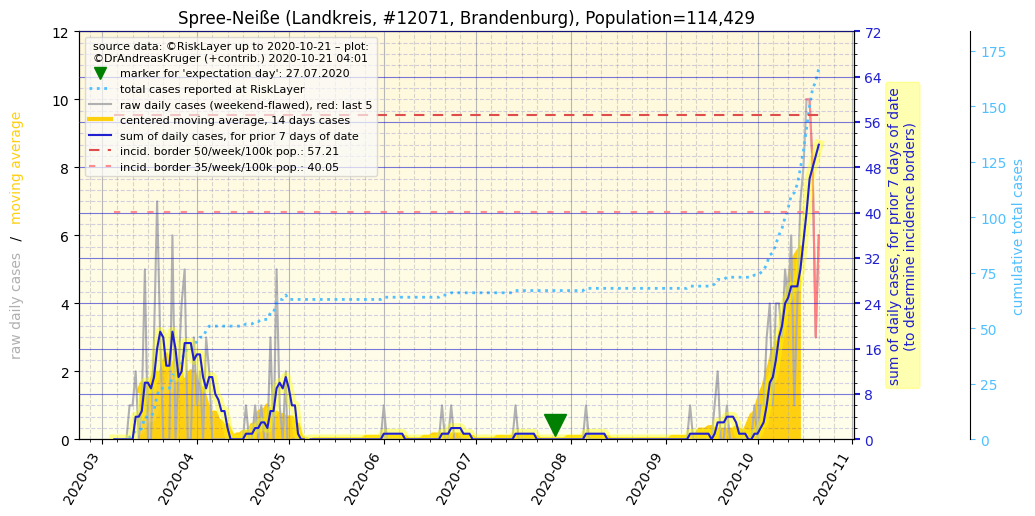 Spree-Neiße (Landkreis, #12071, Brandenburg), Population=114,429
source data: ©RiskLayer up to 2020-10-21 – plot:
©DrAndreasKruger (+contrib.) 2020-10-21 04:01
marker for 'expectation day': 27.07.2020
total cases reported at RiskLayer
raw daily cases (weekend-flawed), red: last 5
centered moving average, 14 days cases
sum of daily cases, for prior 7 days of date
incid. border 50/week/100k pop.: 57.21
incid. border 35/week/100k pop.: 40.05
raw daily cases / moving average
12
10
8
6
4
2
0
2020-03
2020-04
2020-05
2020-06
2020-07
2020-08
2020-09
2020-10
2020-11
72
64
56
48
40
32
24
16
8
0
sum of daily cases, for prior 7 days of date
(to determine incidence borders)
175
150
125
100
75
50
25
0
cumulative total cases